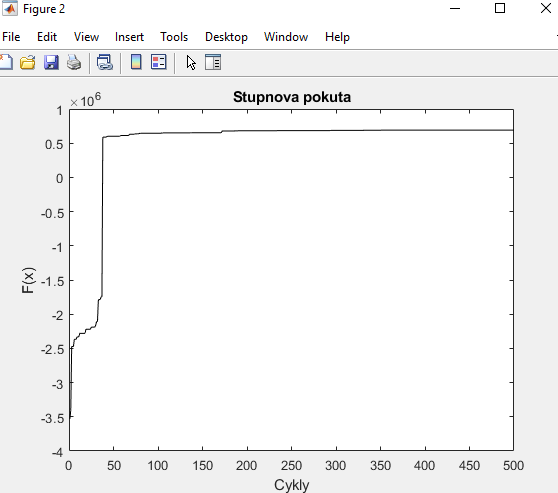 Figure 2
File Edit View Insert Tools Desktop Window Help
Stupnova pokuta
×10⁶
1
0.5
0
-0.5
-1
-1.5
-2
-2.5
-3
-3.5
-4
F(x)
0 50 100 150 200 250 300 350 400 450 500
Cykly